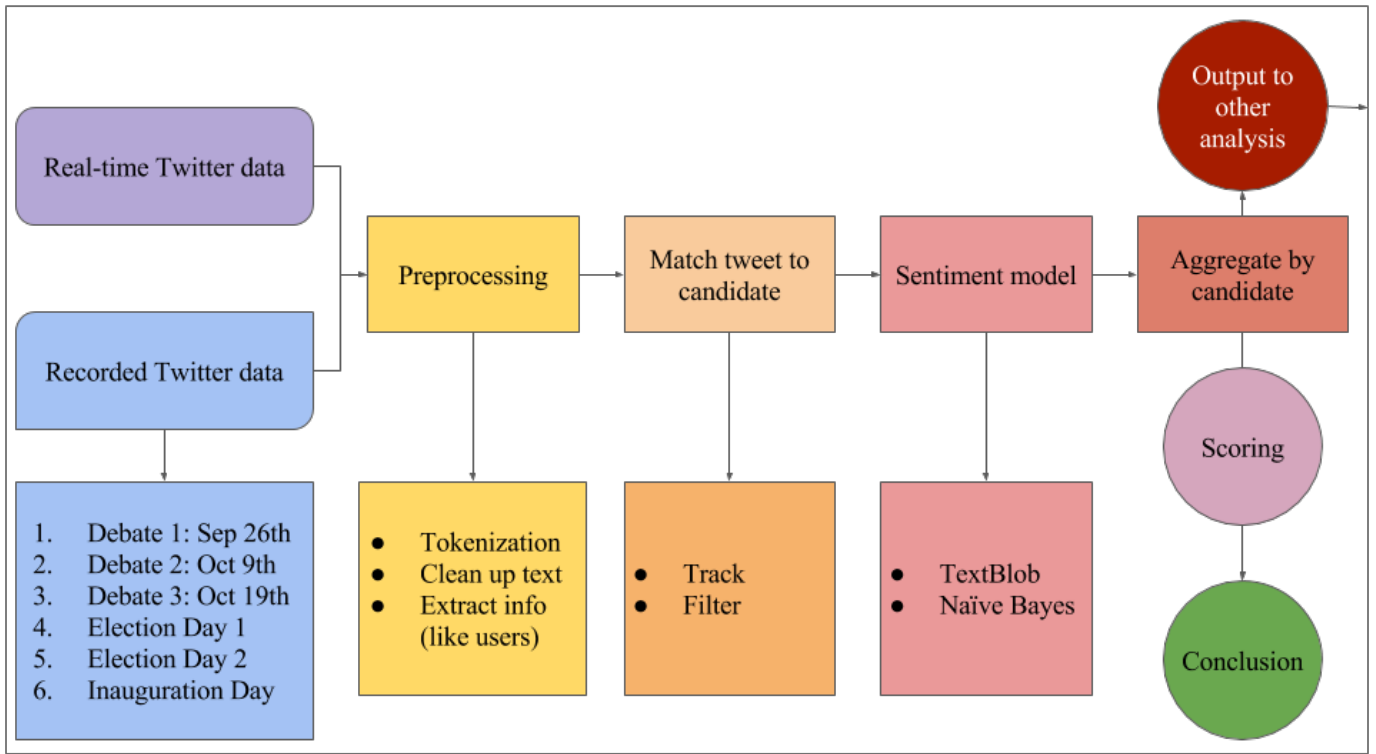 Real-time Twitter data
Recorded Twitter data
1. Debate 1: Sep 26th
2. Debate 2: Oct 9th
3. Debate 3: Oct 19th
4. Election Day 1
5. Election Day 2
6. Inauguration Day
Preprocessing
● Tokenization
● Clean up text
● Extract info
(like users)
Match tweet to
candidate
● Track
● Filter
Sentiment model
● TextBlob
● Naïve Bayes
Aggregate by
candidate
Output to
other
analysis
Scoring
Conclusion